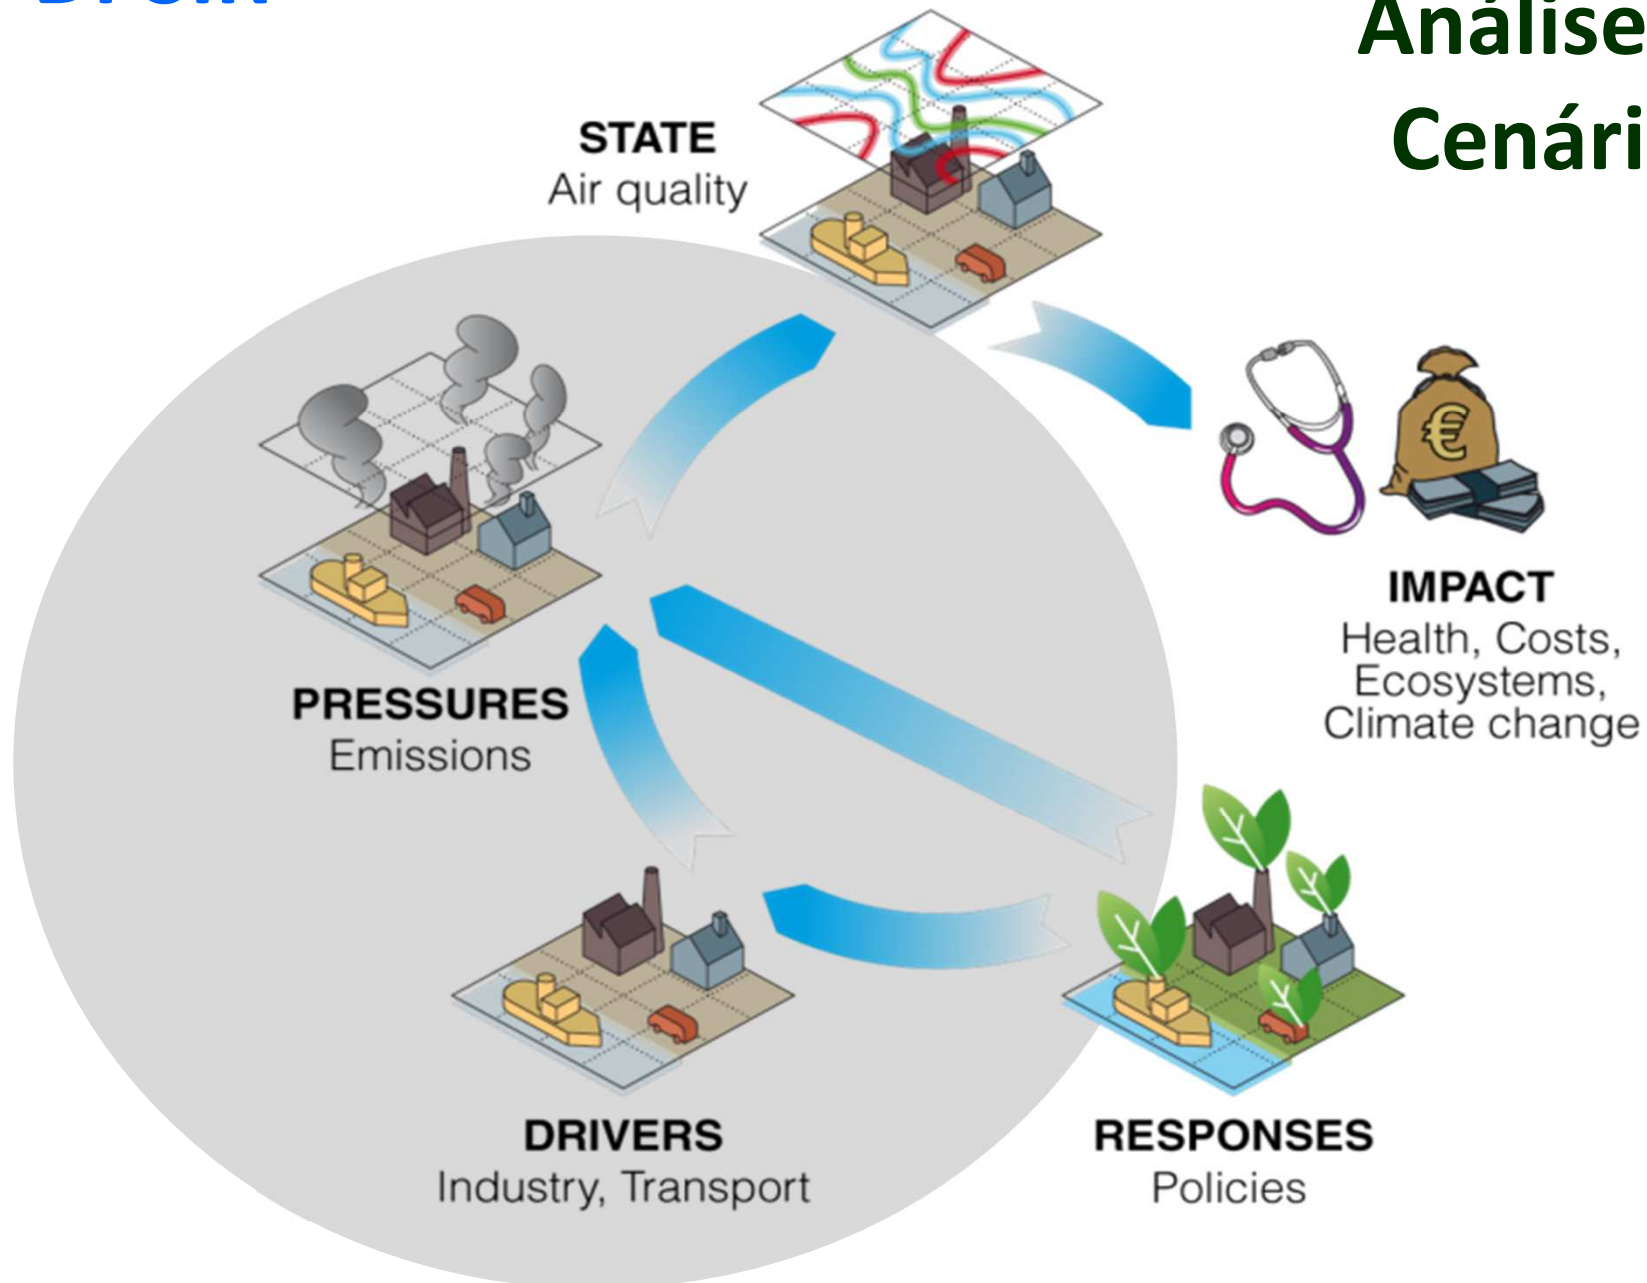 Análise
Cenári
STATE
Air quality
€
IMPACT
Health, Costs,
Ecosystems,
Climate change
PRESSURES
Emissions
DRIVERS
Industry, Transport
RESPONSES
Policies